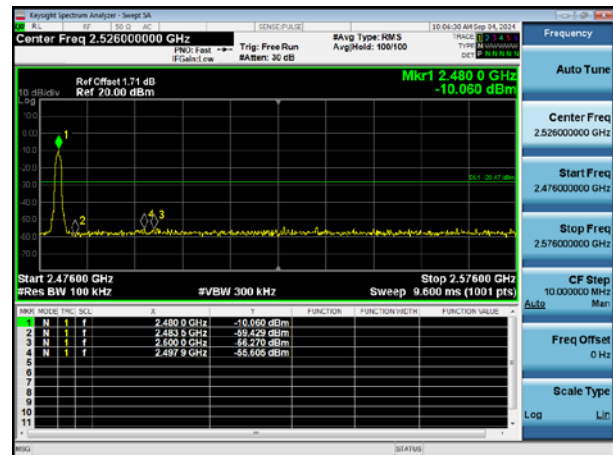 Keysight Spectrum Analyzer - Swept SA
RL RF 50 Ω AC SENSE:PULSE 10:06:30 AM Sep 04, 2024
Center Freq 2.526000000 GHz
PNO: Fast
IFGain:Low
Trig: Free Run
#Atten: 30 dB
#Avg Type: RMS
Avg|Hold: 100/100
TRACE 1 2 3 4 5 6
TYPE M WWWWW
DET P N N N N N
Ref Offset 1.71 dB
10 dB/div Ref 20.00 dBm
Mkr1 2.480 0 GHz
-10.060 dBm
Log
10.0
0.00
-10.0
-20.0
-30.0
-40.0
-50.0
-60.0
-70.0
1
2
4 3
Start 2.47600 GHz Stop 2.57600 GHz
#Res BW 100 kHz #VBW 300 kHz Sweep 9.600 ms (1001 pts)
MKR MODE TRC SCL X Y FUNCTION FUNCTION WIDTH FUNCTION VALUE
1 N 1 f 2.480 0 GHz -10.060 dBm
2 N 1 f 2.483 5 GHz -59.429 dBm
3 N 1 f 2.500 0 GHz -56.270 dBm
4 N 1 f 2.497 9 GHz -55.605 dBm
5
6
7
8
9
10
11
MSG STATUS
Frequency
Auto Tune
Center Freq
2.526000000 GHz
Start Freq
2.476000000 GHz
Stop Freq
2.576000000 GHz
CF Step
10.000000 MHz
Auto Man
Freq Offset
0 Hz
Scale Type
Log Lin